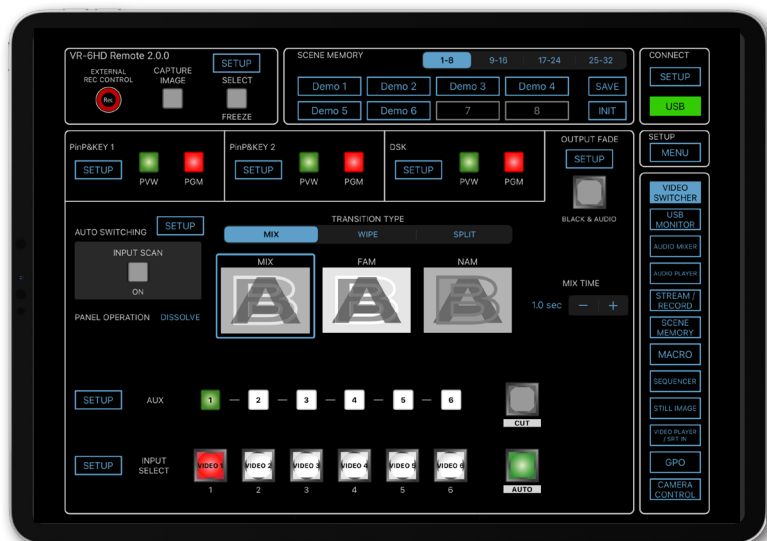 VR-6HD Remote 2.0.0
EXTERNAL
REC CONTROL
Rec
CAPTURE
IMAGE
SETUP
SELECT
FREEZE
SCENE MEMORY
1-8
9-16
17-24
25-32
Demo 1
Demo 2
Demo 3
Demo 4
SAVE
Demo 5
Demo 6
7
8
INIT
CONNECT
SETUP
USB
PinP&KEY 1
SETUP
PVW
PGM
PinP&KEY 2
SETUP
PVW
PGM
DSK
SETUP
PVW
PGM
OUTPUT FADE
SETUP
BLACK & AUDIO
SETUP
MENU
AUTO SWITCHING
SETUP
INPUT SCAN
ON
PANEL OPERATION
DISSOLVE
TRANSITION TYPE
MIX
WIPE
SPLIT
MIX
FAM
NAM
B A
B A
B A
MIX TIME
1.0 sec
− +
SETUP
AUX
1
2
3
4
5
6
CUT
SETUP
INPUT
SELECT
VIDEO 1
VIDEO 2
VIDEO 3
VIDEO 4
VIDEO 5
VIDEO 6
1
2
3
4
5
6
AUTO
VIDEO
SWITCHER
USB
MONITOR
AUDIO MIXER
AUDIO PLAYER
STREAM /
RECORD
SCENE
MEMORY
MACRO
SEQUENCER
STILL IMAGE
VIDEO PLAYER
/ SRT IN
GPO
CAMERA
CONTROL